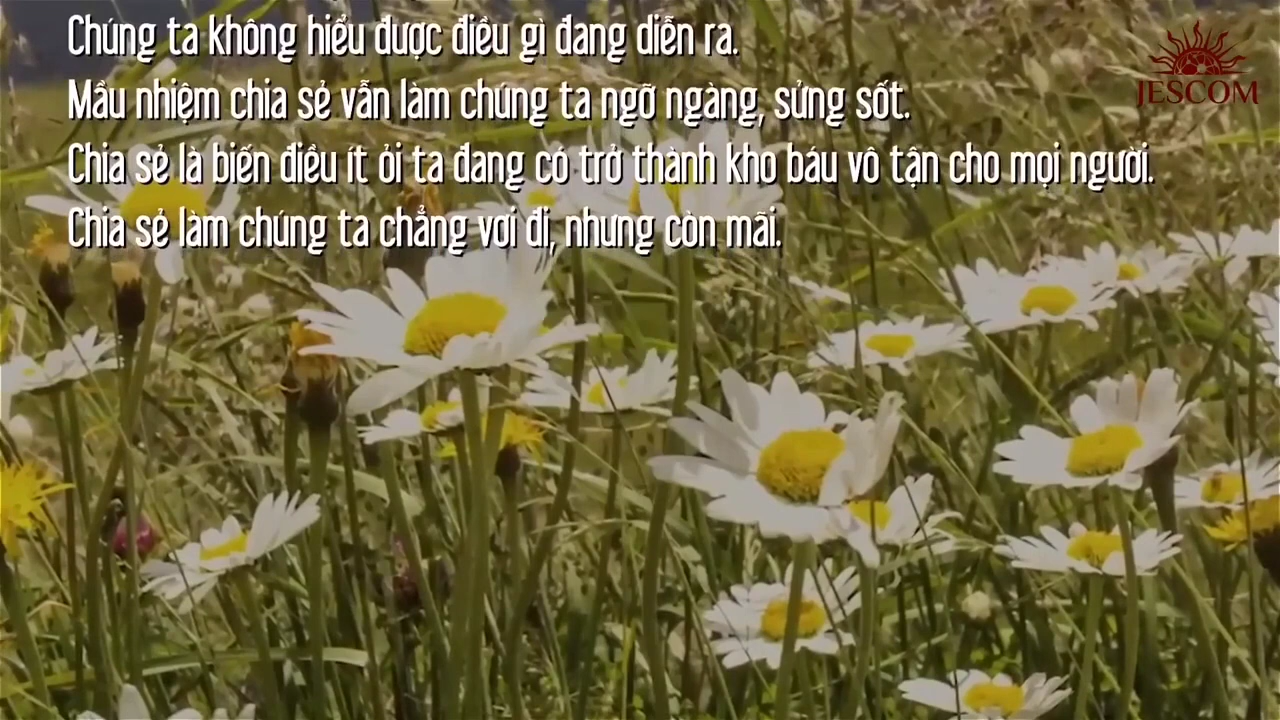 Chúng ta không hiểu được điều gì đang diễn ra.
Mầu nhiệm chia sẻ vẫn làm chúng ta ngỡ ngàng, sửng sốt.
Chia sẻ là biến điều ít ỏi ta đang có trở thành kho báu vô tận cho mọi người.
Chia sẻ làm chúng ta chẳng vơi đi, nhưng còn mãi.
JESCOM